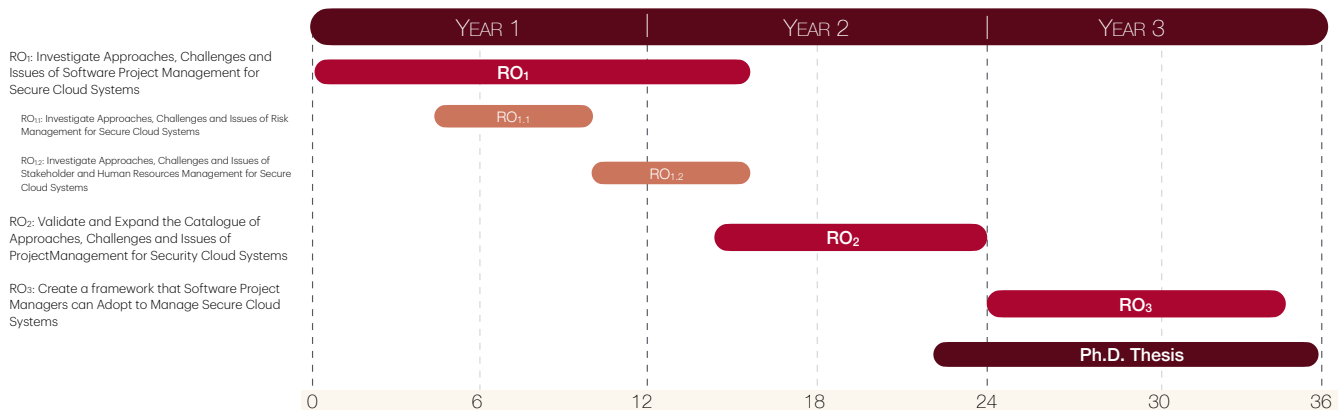 YEAR 1 YEAR 2 YEAR 3
RO₁: Investigate Approaches, Challenges and
Issues of Software Project Management for
Secure Cloud Systems
RO₁
RO₁.₁: Investigate Approaches, Challenges and Issues of Risk
Management for Secure Cloud Systems
RO₁.₁
RO₁.₂: Investigate Approaches, Challenges and Issues of
Stakeholder and Human Resources Management for Secure
Cloud Systems
RO₁.₂
RO₂: Validate and Expand the Catalogue of
Approaches, Challenges and Issues of
ProjectManagement for Security Cloud Systems
RO₂
RO₃: Create a framework that Software Project
Managers can Adopt to Manage Secure Cloud
Systems
RO₃
Ph.D. Thesis
0 6 12 18 24 30 36